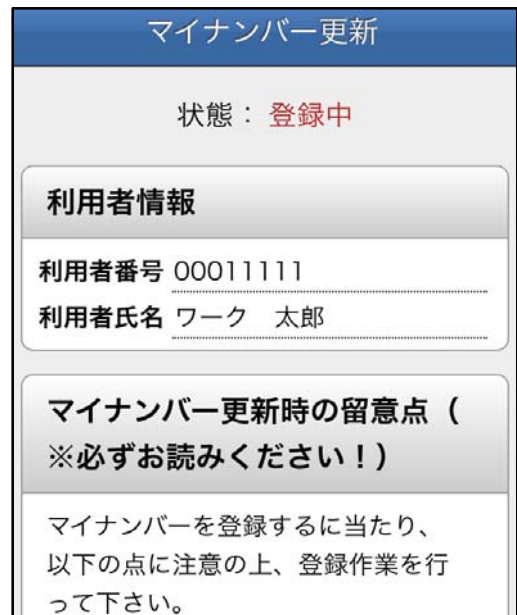 マイナンバー更新
状態： 登録中
利用者情報
利用者番号 00011111
利用者氏名 ワーク　太郎
マイナンバー更新時の留意点（
※必ずお読みください！）
マイナンバーを登録するに当たり、
以下の点に注意の上、登録作業を行
って下さい。